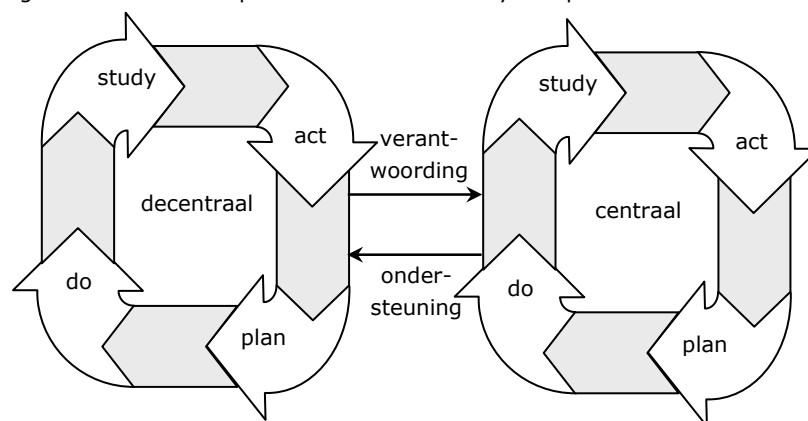 study
act
decentraal
do
plan
verant-
woording
onder-
steuning
study
act
centraal
do
plan